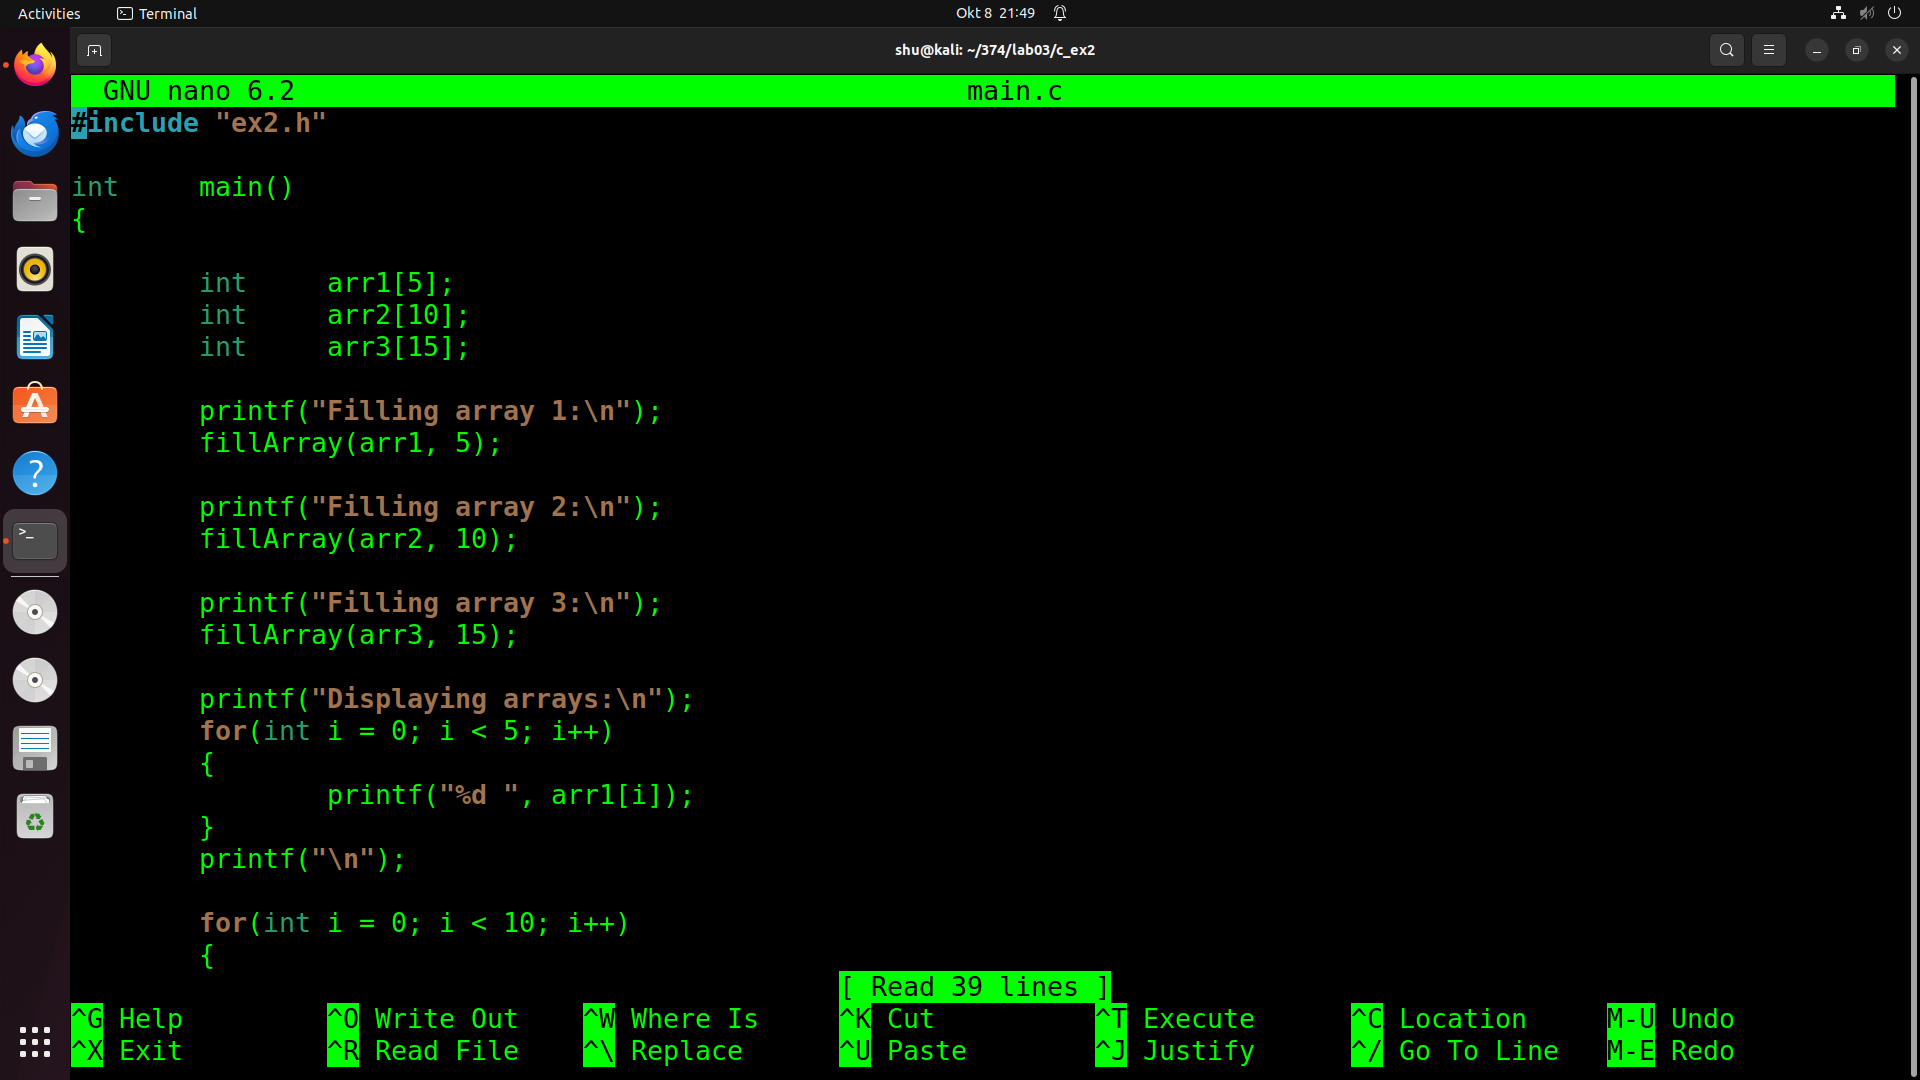 Activities
Terminal
Okt 8 21:49
shu@kali: ~/374/lab03/c_ex2
GNU nano 6.2 main.c
#include "ex2.h"
int main()
{
int arr1[5];
int arr2[10];
int arr3[15];
printf("Filling array 1:\n");
fillArray(arr1, 5);
printf("Filling array 2:\n");
fillArray(arr2, 10);
printf("Filling array 3:\n");
fillArray(arr3, 15);
printf("Displaying arrays:\n");
for(int i = 0; i < 5; i++)
{
printf("%d ", arr1[i]);
}
printf("\n");
for(int i = 0; i < 10; i++)
{
[ Read 39 lines ]
^G Help ^O Write Out ^W Where Is ^K Cut ^T Execute ^C Location M-U Undo
^X Exit ^R Read File ^\ Replace ^U Paste ^J Justify ^/ Go To Line M-E Redo